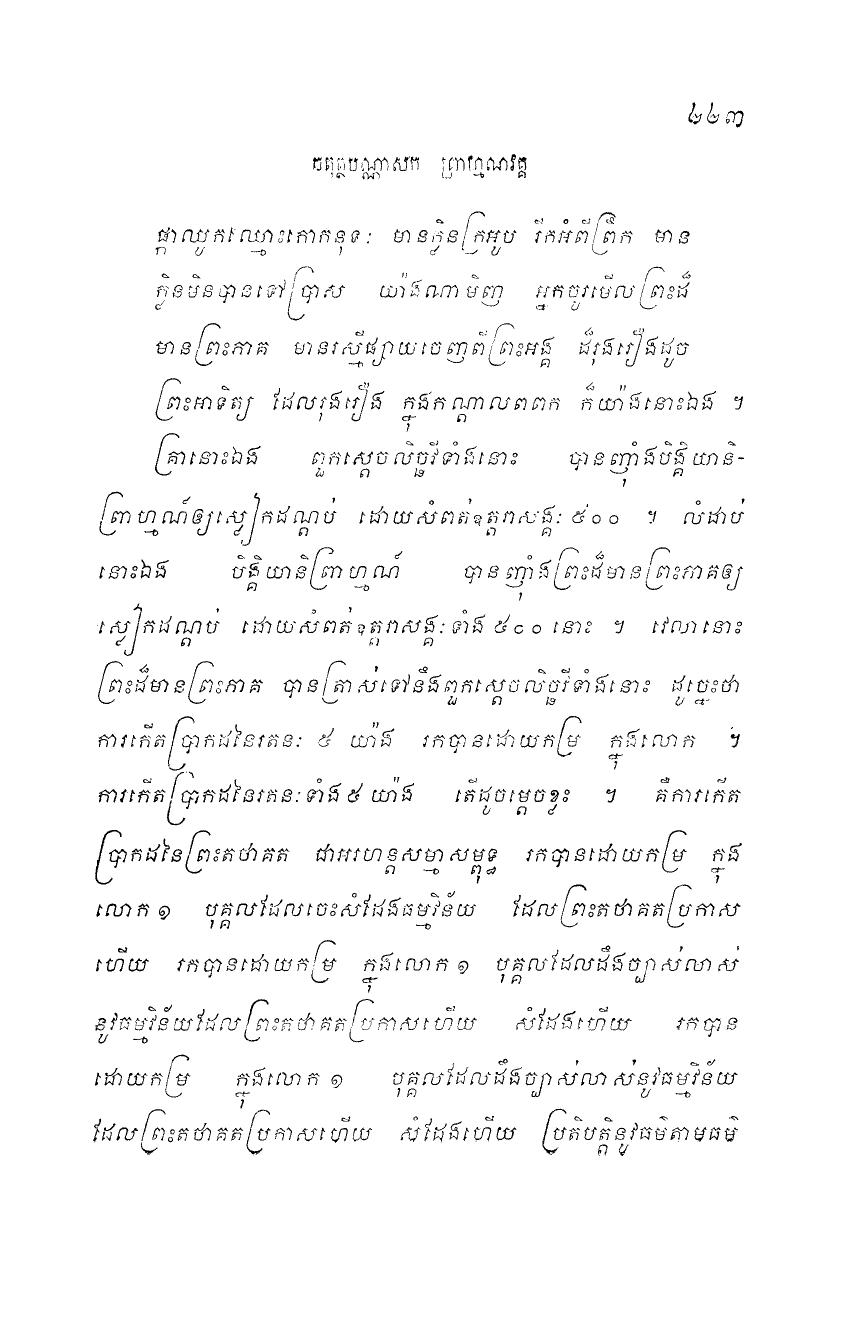 ២២៣
ចតុត្ថបណ្ណាសក ព្រាហ្មណវគ្គ
ផ្កាឈូកឈ្មោះកោកនុទៈ មានក្លិនក្រអូប រីកអំពីព្រឹក មាន
ក្លិនមិនបានទៅប្រាស យ៉ាងណាមិញ អ្នកចូរមើលព្រះដ៏
មានព្រះភាគ មានរស្មីផ្សាយចេញពីព្រះអង្គ ដ៏រុងរឿងដូច
ព្រះអាទិត្យ ដែលរុងរឿង ក្នុងកណ្តាលពពក ក៏យ៉ាងនោះឯង ។
គ្រានោះឯង ពួកស្តេចលិច្ឆវីទាំងនោះ បានញ៉ាំងបិង្គិយានិ-
ព្រាហ្មណ៍ឲ្យស្លៀកដណ្តប់ ដោយសំពត់ឧត្តរាសង្គៈ ៥០០ ។ លំដាប់
នោះឯង បិង្គិយានិព្រាហ្មណ៍ បានញ៉ាំងព្រះដ៏មានព្រះភាគឲ្យ
ស្លៀកដណ្តប់ ដោយសំពត់ឧត្តរាសង្គៈទាំង ៥០០ នោះ ។ វេលានោះ
ព្រះដ៏មានព្រះភាគ បានត្រាស់ទៅនឹងពួកស្តេចលិច្ឆវីទាំងនោះ ដូច្នេះថា
ការកើតប្រាកដនៃរតនៈ ៥ យ៉ាង រកបានដោយកម្រ ក្នុងលោក ។
ការកើតប្រាកដនៃរតនៈទាំង ៥ យ៉ាង តើដូចម្តេចខ្លះ ។ គឺការកើត
ប្រាកដនៃព្រះតថាគត ជាអរហន្តសម្មាសម្ពុទ្ធ រកបានដោយកម្រ ក្នុង
លោក ១ បុគ្គលដែលចេះសំដែងធម្មវិន័យ ដែលព្រះតថាគតប្រកាស
ហើយ រកបានដោយកម្រ ក្នុងលោក ១ បុគ្គលដែលដឹងច្បាស់លាស់
នូវធម្មវិន័យដែលព្រះតថាគតប្រកាសហើយ សំដែងហើយ រកបាន
ដោយកម្រ ក្នុងលោក ១ បុគ្គលដែលដឹងច្បាស់លាស់នូវធម្មវិន័យ
ដែលព្រះតថាគតប្រកាសហើយ សំដែងហើយ ប្រតិបត្តិនូវធម៌តាមធម៌